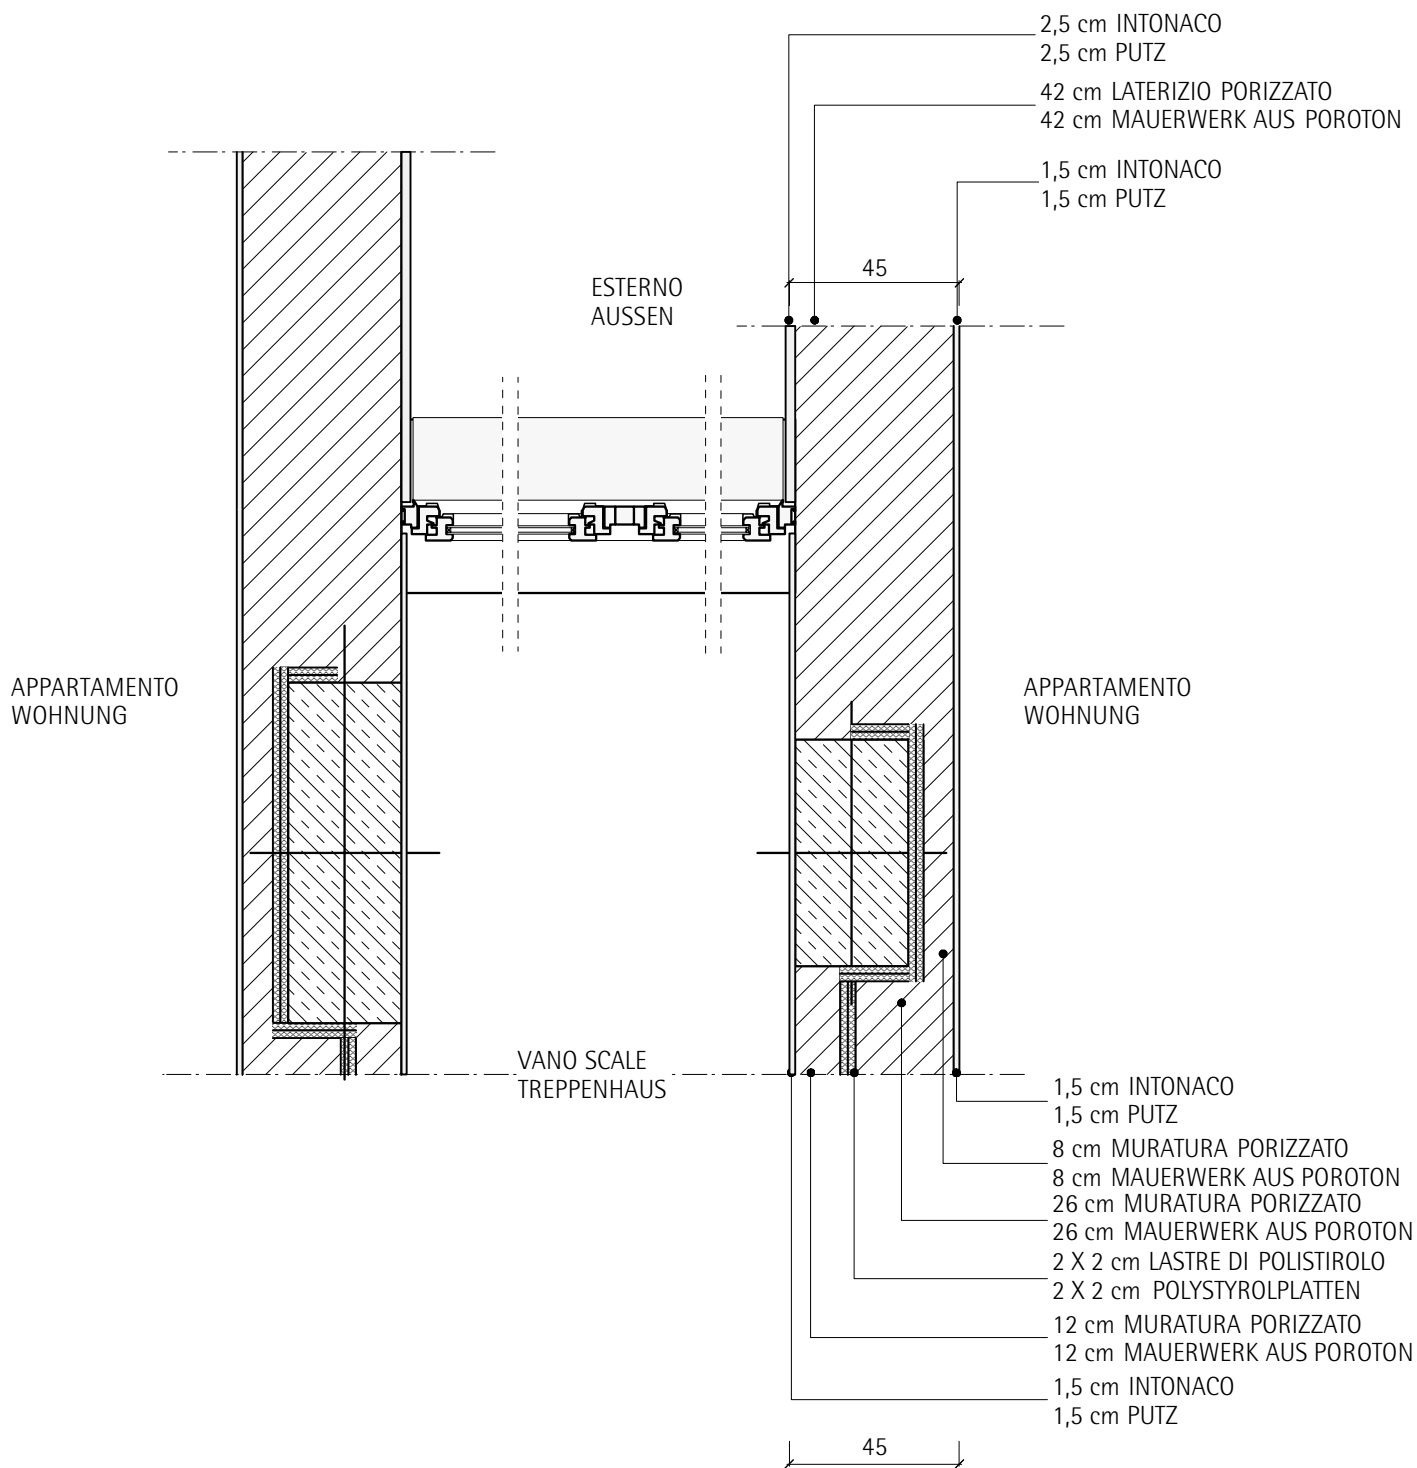 2,5 cm INTONACO
2,5 cm PUTZ
42 cm LATERIZIO PORIZZATO
42 cm MAUERWERK AUS POROTON
1,5 cm INTONACO
1,5 cm PUTZ
45
ESTERNO
AUSSEN
APPARTAMENTO
WOHNUNG
APPARTAMENTO
WOHNUNG
VANO SCALE
TREPPENHAUS
1,5 cm INTONACO
1,5 cm PUTZ
8 cm MURATURA PORIZZATO
8 cm MAUERWERK AUS POROTON
26 cm MURATURA PORIZZATO
26 cm MAUERWERK AUS POROTON
2 X 2 cm LASTRE DI POLISTIROLO
2 X 2 cm POLYSTYROLPLATTEN
12 cm MURATURA PORIZZATO
12 cm MAUERWERK AUS POROTON
1,5 cm INTONACO
1,5 cm PUTZ
45